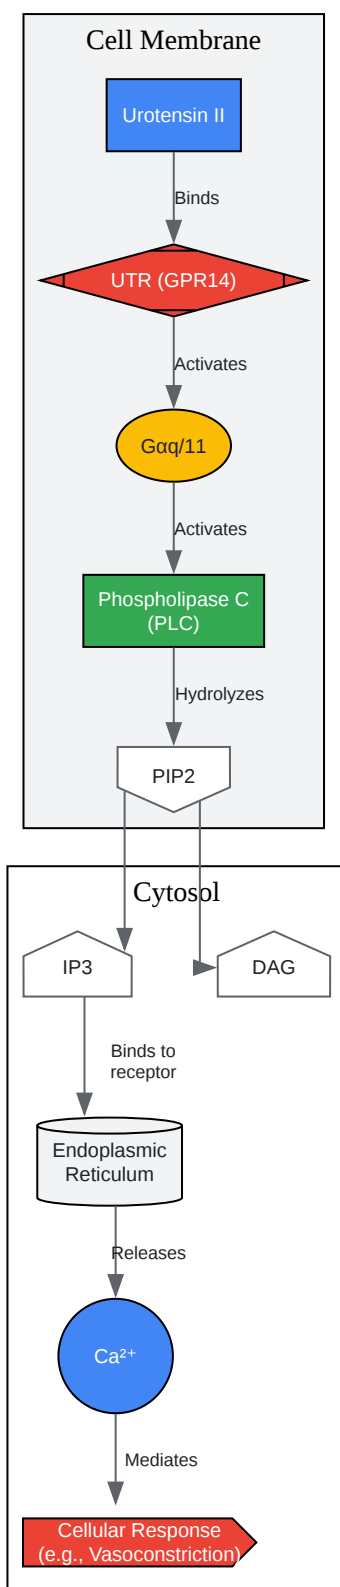 Cell Membrane
Urotensin II
Binds
UTR (GPR14)
Activates
Gαq/11
Activates
Phospholipase C
(PLC)
Hydrolyzes
PIP2
Cytosol
IP3
DAG
Binds to
receptor
Endoplasmic
Reticulum
Releases
Ca²⁺
Mediates
Cellular Response
(e.g., Vasoconstriction)